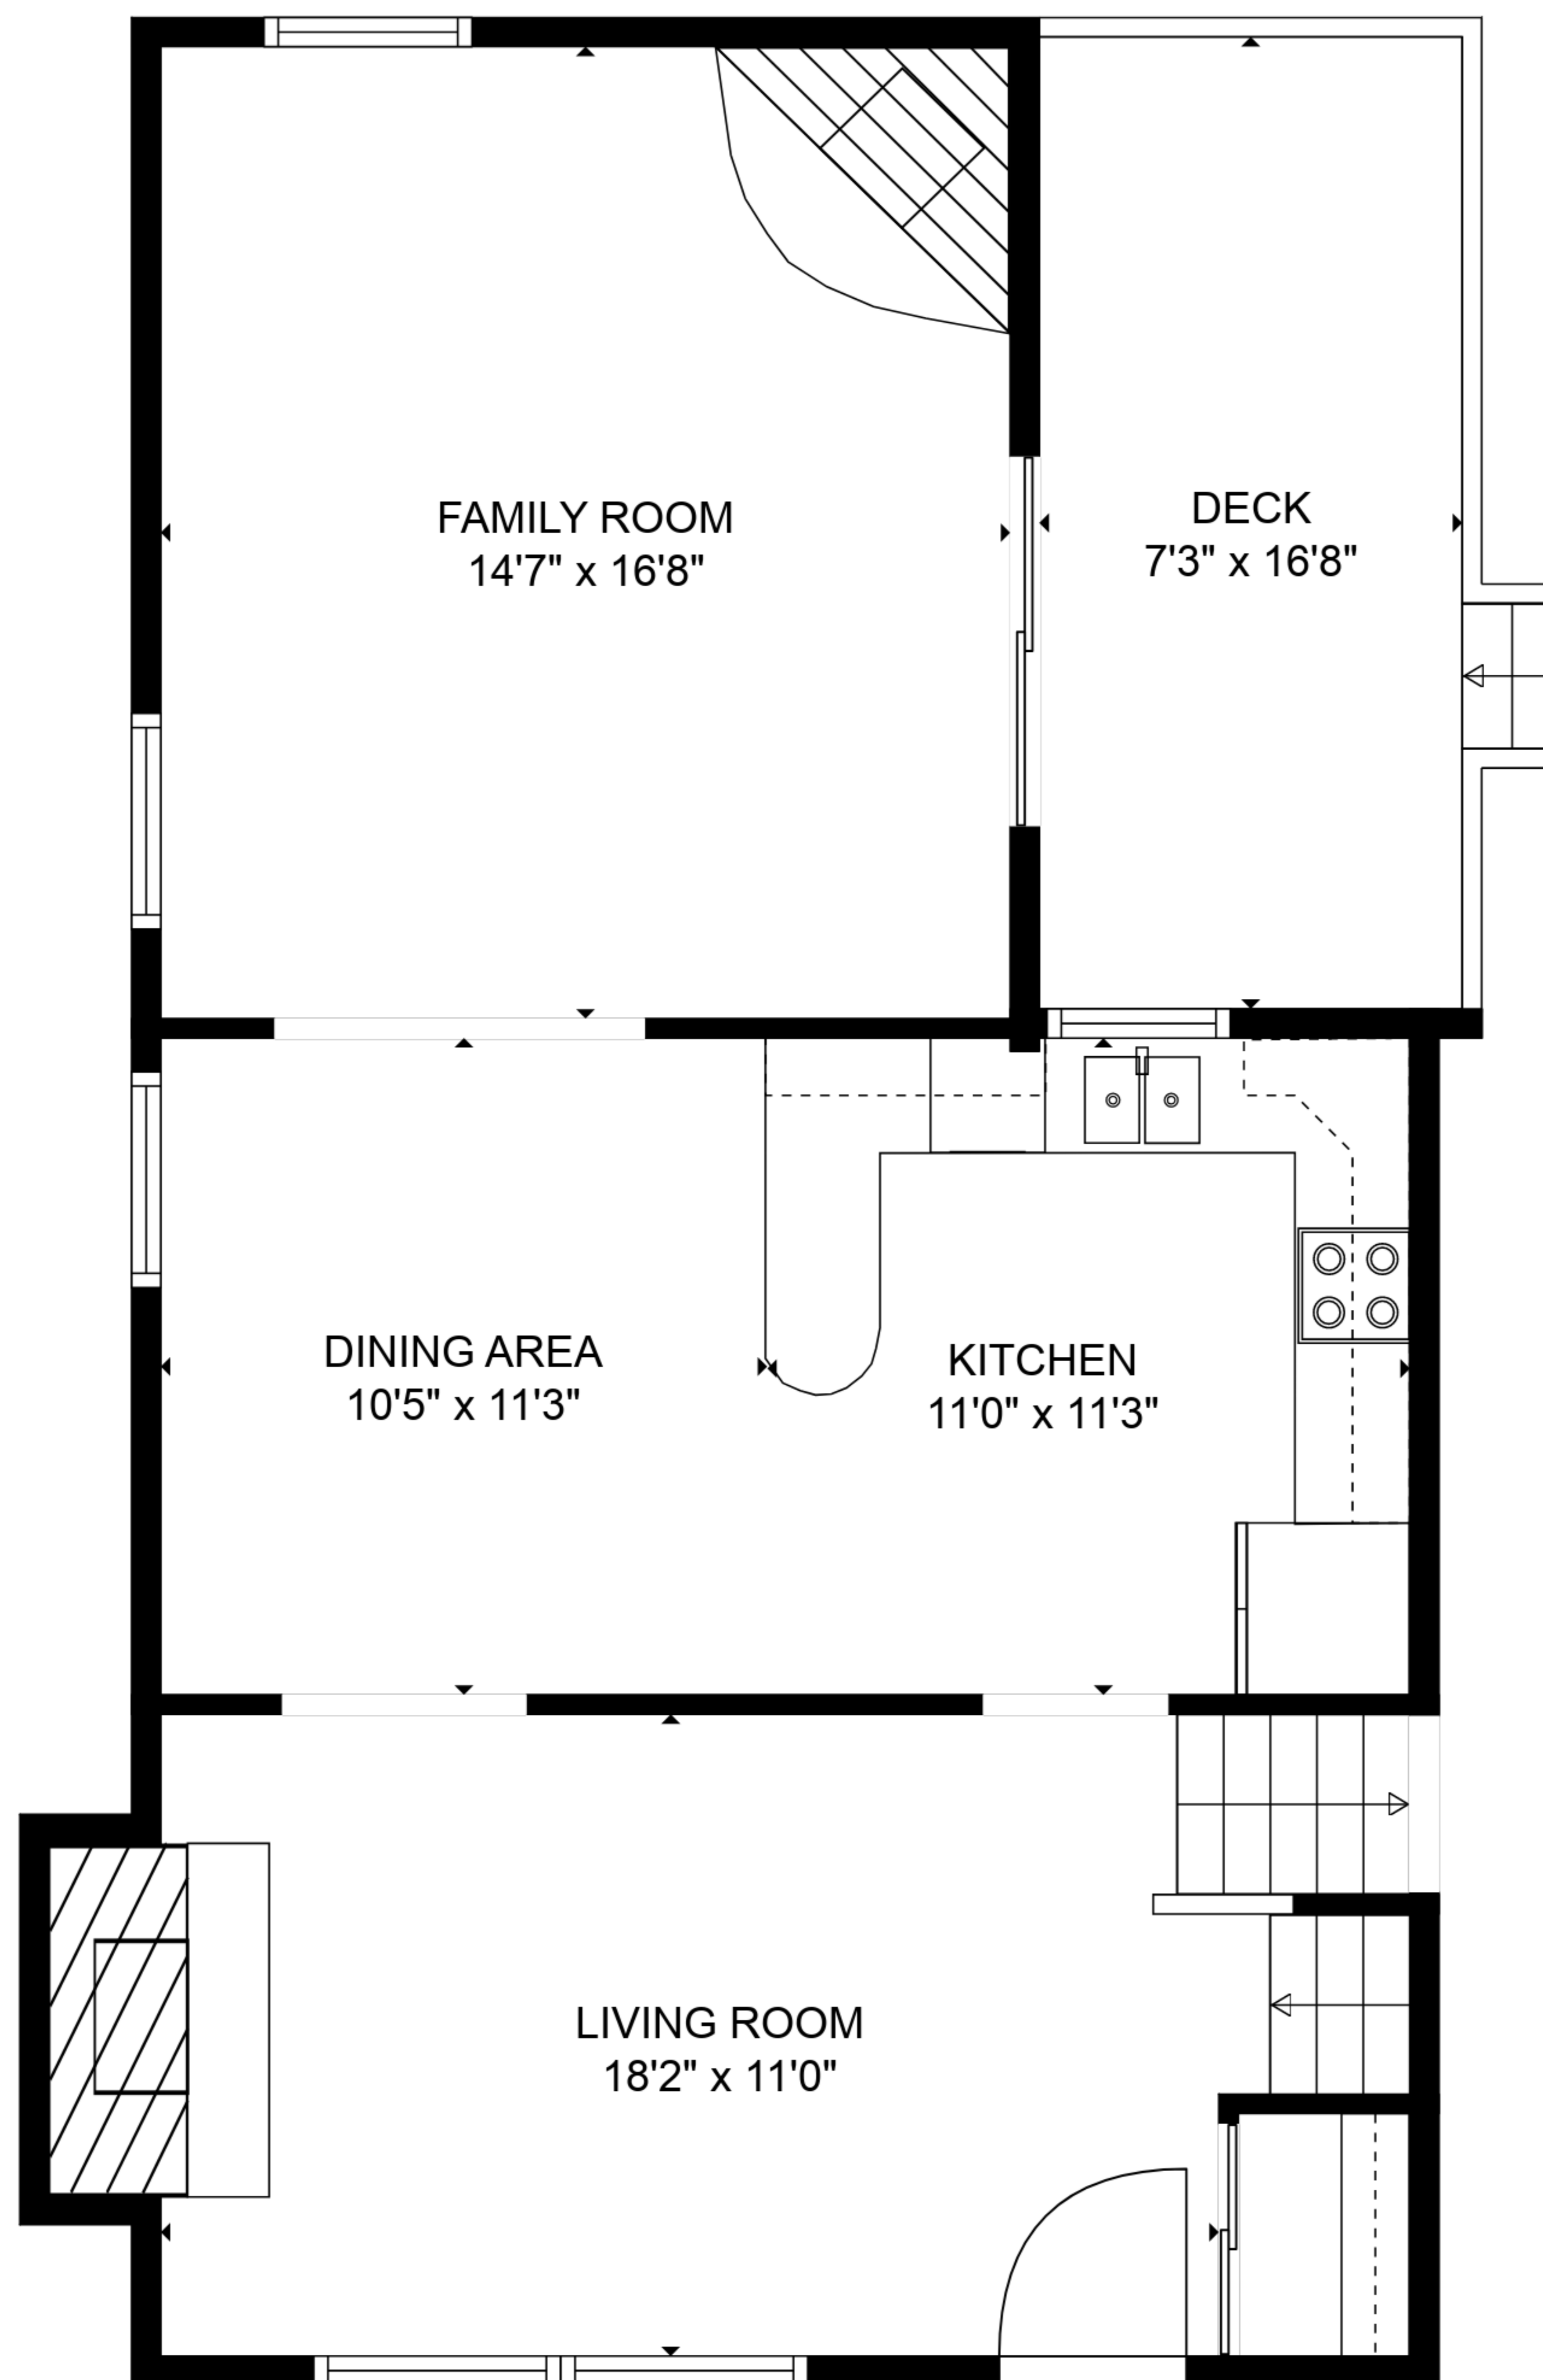 FAMILY ROOM
14'7" x 16'8"
DECK
7'3" x 16'8"
DINING AREA
10'5" x 11'3"
KITCHEN
11'0" x 11'3"
LIVING ROOM
18'2" x 11'0"